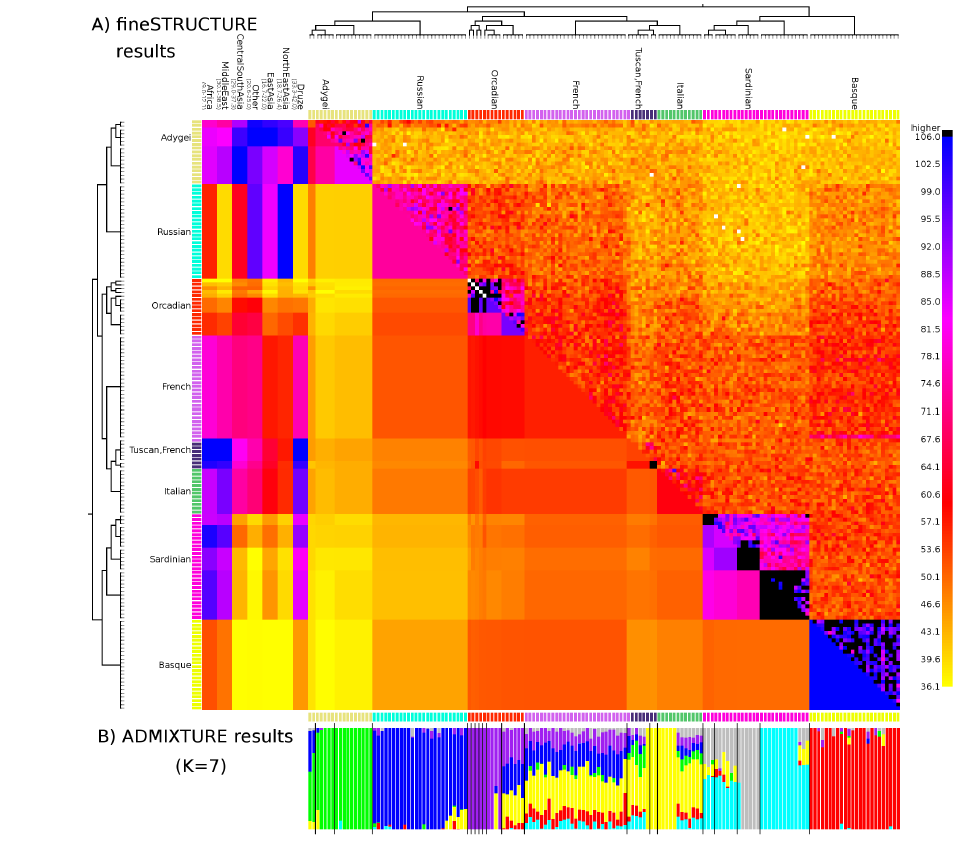 A) fineSTRUCTURE
results
Africa
MiddleEast
CentralSouthAsia
Other
EastAsia
NorthEastAsia
Druze
Adygei
Russian
Orcadian
French
Tuscan,French
Italian
Sardinian
Basque
Adygei
Russian
Orcadian
French
Tuscan,French
Italian
Sardinian
Basque
higher
106.0
102.5
99.0
95.5
92.0
88.5
85.0
81.5
78.1
74.6
71.1
67.6
64.1
60.6
57.1
53.6
50.1
46.6
43.1
39.6
36.1
B) ADMIXTURE results
(K=7)